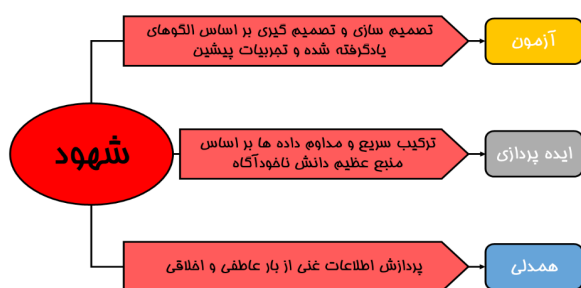 تصمیم سازی و تصمیم گیری بر اساس الگوهای
یادگرفته شده و تجربیات پیشین
آزمون
شهود
ترکیب سریع و مداوم داده ها بر اساس
منبع عظیم دانش ناخودآگاه
ایده پردازی
پردازش اطلاعات غنی از بار عاطفی و اخلاقی
همدلی